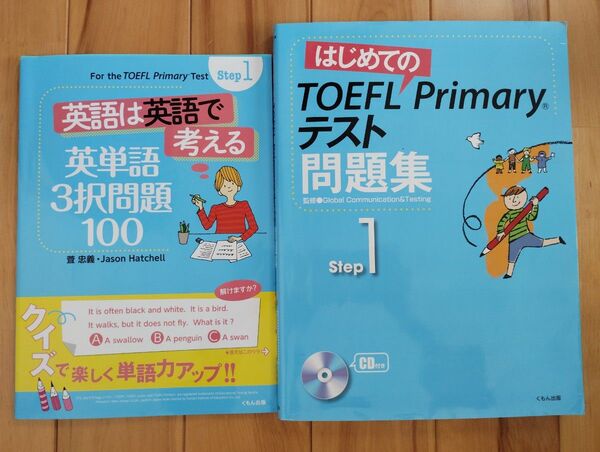 For the TOEFL Primary Test
Step 1
英語は英語で
考える
英単語
3択問題
100
萓 忠義・Jason Hatchell
解けますか?
It is often black and white. It is a bird.
It walks, but it does not fly. What is it ?
A A swallow B A penguin C A swan
クイズで楽しく単語力アップ!!
くもん出版
はじめての
TOEFL Primary®
テスト
問題集
監修●Global Communication&Testing
Step 1
CD付き
くもん出版